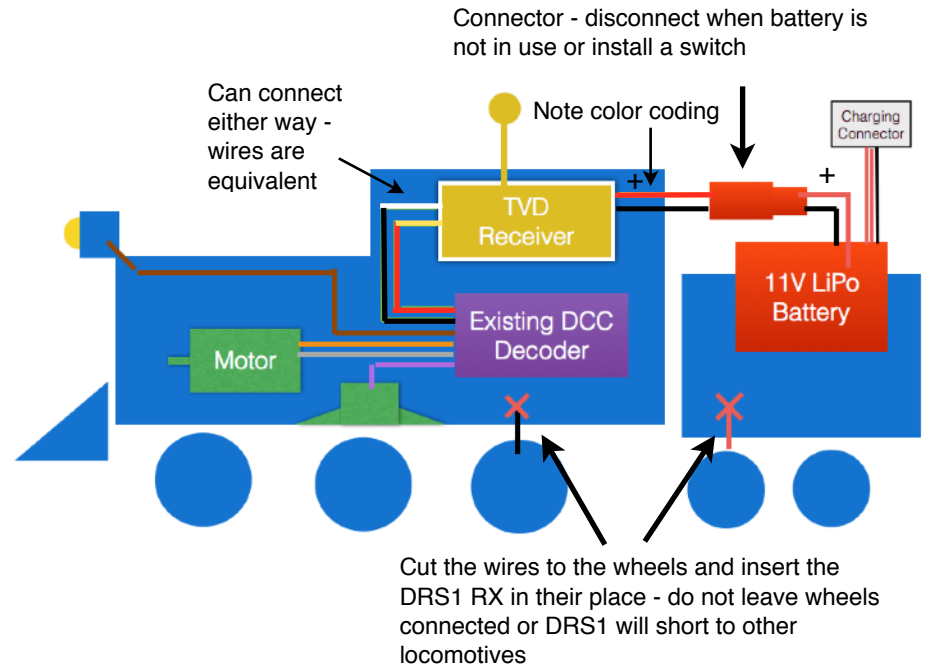 Connector - disconnect when battery is
not in use or install a switch
Can connect
either way -
wires are
equivalent
Note color coding
Charging
Connector
+
+
TVD
Receiver
11V LiPo
Battery
Existing DCC
Decoder
Motor
Cut the wires to the wheels and insert the
DRS1 RX in their place - do not leave wheels
connected or DRS1 will short to other
locomotives